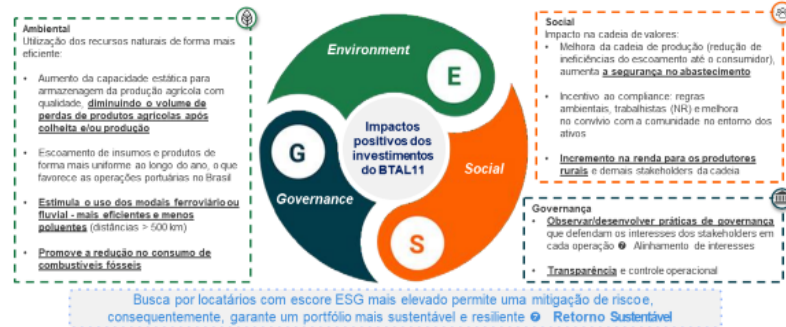 Ambiental
Utilização dos recursos naturais de forma mais
eficiente:
• Aumento da capacidade estática para
armazenagem da produção agrícola com
qualidade, diminuindo o volume de
perdas de produtos agrícolas após
colheita e/ou produção
• Escoamento de insumos e produtos de
forma mais uniforme ao longo do ano, o que
favorece as operações portuárias no Brasil
• Estimula o uso dos modais ferroviário ou
fluvial - mais eficientes e menos
poluentes (distâncias > 500 km)
• Promove a redução no consumo de
combustíveis fósseis
Environment
E
G
Governance
Impactos
positivos dos
investimentos
do BTAL11
Social
S
Social
Impacto na cadeia de valores:
• Melhora da cadeia de produção (redução de
ineficiências do escoamento até o consumidor),
aumenta a segurança no abastecimento
• Incentivo ao compliance: regras
ambientais, trabalhistas (NR) e melhora
no convívio com a comunidade no entorno dos
ativos
• Incremento na renda para os produtores
rurais e demais stakeholders da cadeia
Governança
• Observar/desenvolver práticas de governança
que defendam os interesses dos stakeholders em
cada operação ? Alinhamento de interesses
• Transparência e controle operacional
Busca por locatários com escore ESG mais elevado permite uma mitigação de risco e,
consequentemente, garante um portfólio mais sustentável e resiliente ? Retorno Sustentável